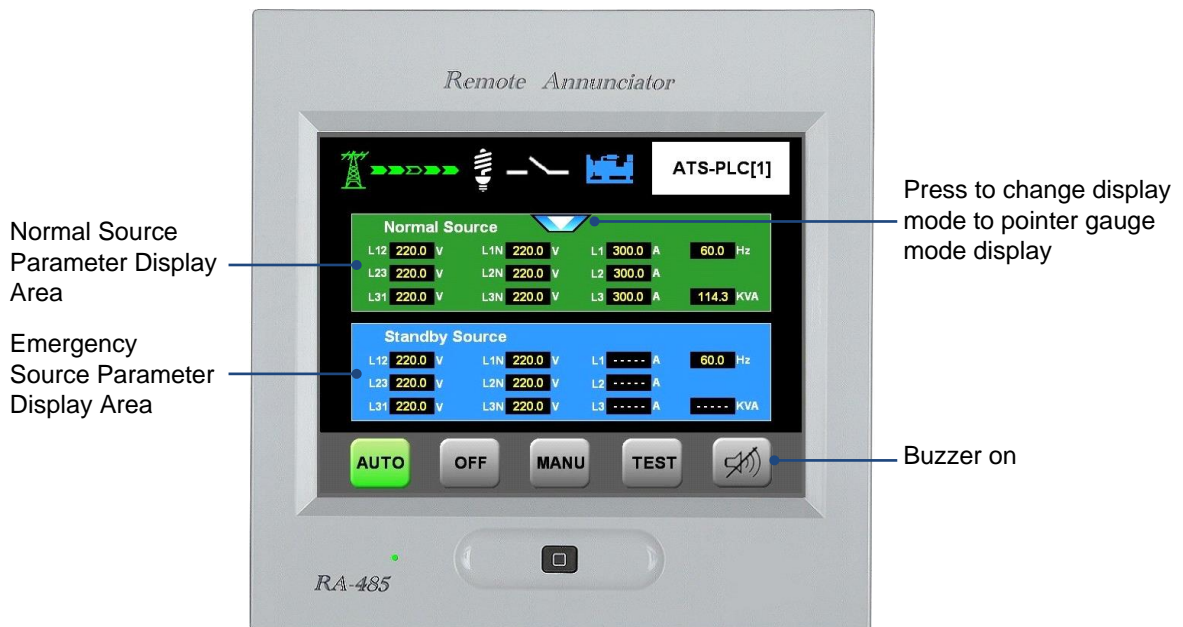 Remote Annunciator
ATS-PLC[1]
Normal Source
L12 220.0 V L1N 220.0 V L1 300.0 A 60.0 Hz
L23 220.0 V L2N 220.0 V L2 300.0 A
L31 220.0 V L3N 220.0 V L3 300.0 A 114.3 KVA
Standby Source
L12 220.0 V L1N 220.0 V L1 ----- A 60.0 Hz
L23 220.0 V L2N 220.0 V L2 ----- A
L31 220.0 V L3N 220.0 V L3 ----- A ----- KVA
AUTO OFF MANU TEST
RA-485
Normal Source
Parameter Display
Area
Emergency
Source Parameter
Display Area
Press to change display
mode to pointer gauge
mode display
Buzzer on